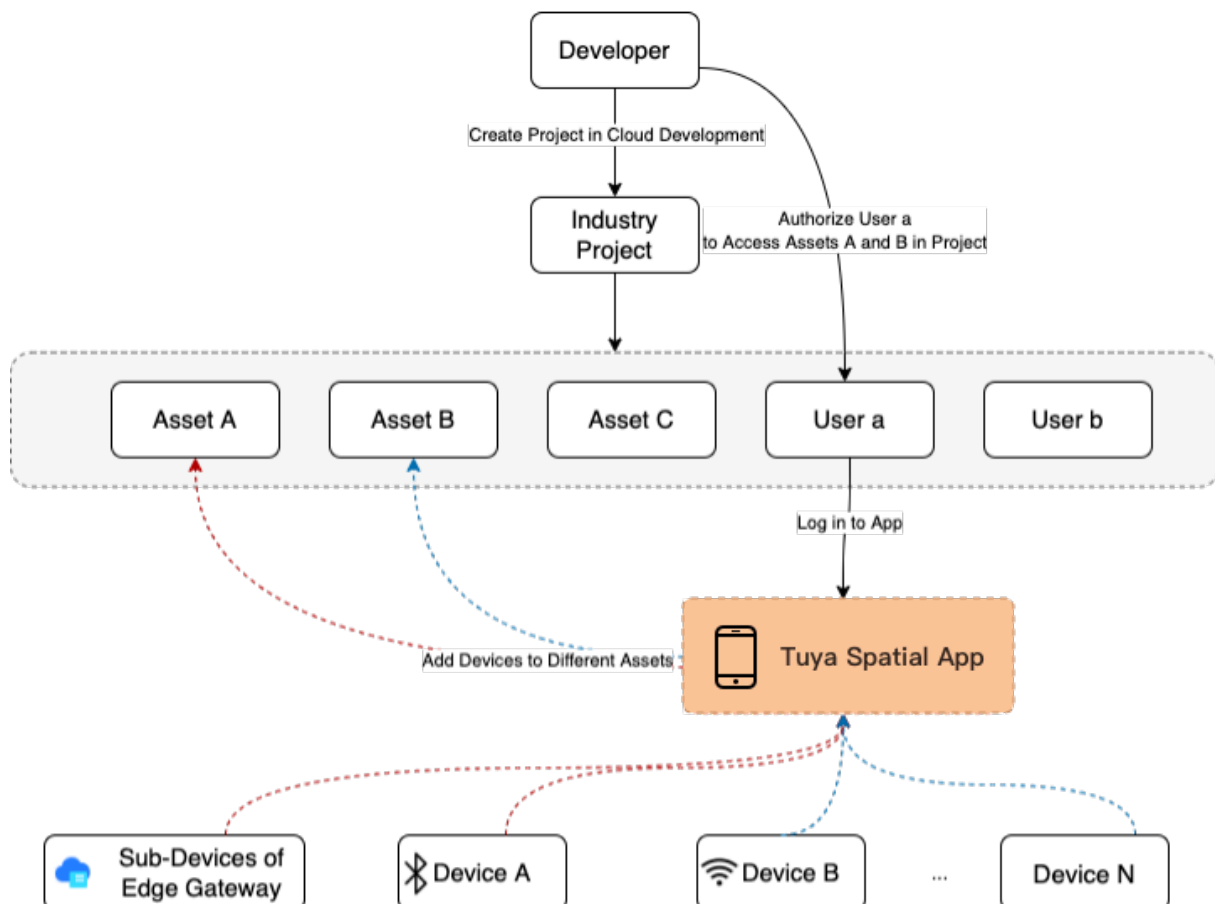 Developer
Create Project in Cloud Development
Industry
Project
Authorize User a
to Access Assets A and B in Project
Asset A
Asset B
Asset C
User a
User b
Log in to App
Add Devices to Different Assets
Tuya Spatial App
Sub-Devices of
Edge Gateway
Device A
Device B
...
Device N